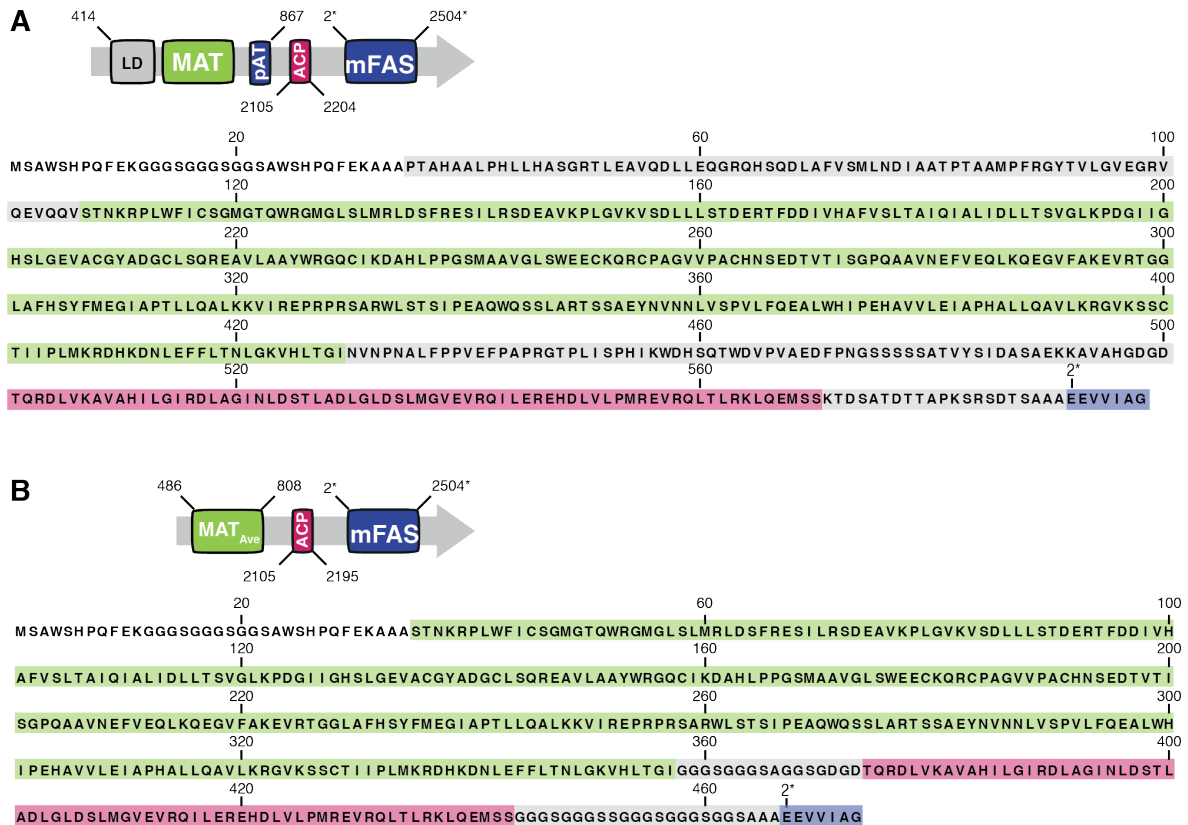 A
414 867 2* 2504*
LD MAT pAT ACP mFAS
2105 2204
20 60 100
MSAWSHPQFEKGGGSGGGSGGSAWSHPQFEKAAAPTAHAALPHLLHASGRTLEAVQDLLEQGRQHSQDLAFVSMLNDIAATPTAAMPFRGYTVLGVEGRV
120 160 200
QEVQQVSTNKRPLWFICSGMGTQWRGMGLSLMRLDSFRESILRSDEAVKPLGVKVSDLLLSTDERTFDDIVHAFVSLTAIQIALIDLLTSVGLKPDGIIG
220 260 300
HSLGEVACGYADGCLSQREAVLAAYWRGQCIKDAHLPPGSMAAVGLSWEECKQRCPAGVVPACHNSEDTVTISGPQAAVNEFVEQLKQEGVFAKEVRTGG
320 360 400
LAFHSYFMEGIAPTLLQALKKVIREPRPRSARWLSTSIPEAQWQSSLARTSSAEYNVNNLVSPVLFQEALWHIPEHAVVLEIAPHALLQAVLKRGVKSSC
420 460 500
TIIPLMKRDHKDNLEFFLTNLGKVHLTGINVNPNALFPPVEFPAPRGTPLISPHIKWDHSQTWDVPVAEDFPNGSSSSSATVYSIDASAEKKAVAHGDGD
520 560 2*
TQRDLVKAVAHILGIRDLAGINLDSTLADLGLDSLMGVEVRQILEREHDLVLPMREVRQLTLRKLQEMSSKTDSATDTTAPKSRSDTSAAAEEVVIAG
B
486 808 2* 2504*
MAT Ave ACP mFAS
2105 2195
20 60 100
MSAWSHPQFEKGGGSGGGSGGSAWSHPQFEKAAASTNKRPLWFICSGMGTQWRGMGLSLMRLDSFRESILRSDEAVKPLGVKVSDLLLSTDERTFDDIVH
120 160 200
AFVSLTAIQIALIDLLTSVGLKPDGIIGHSLGEVACGYADGCLSQREAVLAAYWRGQCIKDAHLPPGSMAAVGLSWEECKQRCPAGVVPACHNSEDTVTI
220 260 300
SGPQAAVNEFVEQLKQEGVFAKEVRTGGLAFHSYFMEGIAPTLLQALKKVIREPRPRSARWLSTSIPEAQWQSSLARTSSAEYNVNNLVSPVLFQEALWH
320 360 400
IPEHAVVLEIAPHALLQAVLKRGVKSSCTIIPLMKRDHKDNLEFFLTNLGKVHLTGIGGGSGGGSAGGSGDGDTQRDLVKAVAHILGIRDLAGINLDSTL
420 460 2*
ADLGLDSLMGVEVRQILEREHDLVLPMREVRQLTLRKLQEMSSGGGSGGGSSGGGSGGGSGGGSAAAEEVVIAG